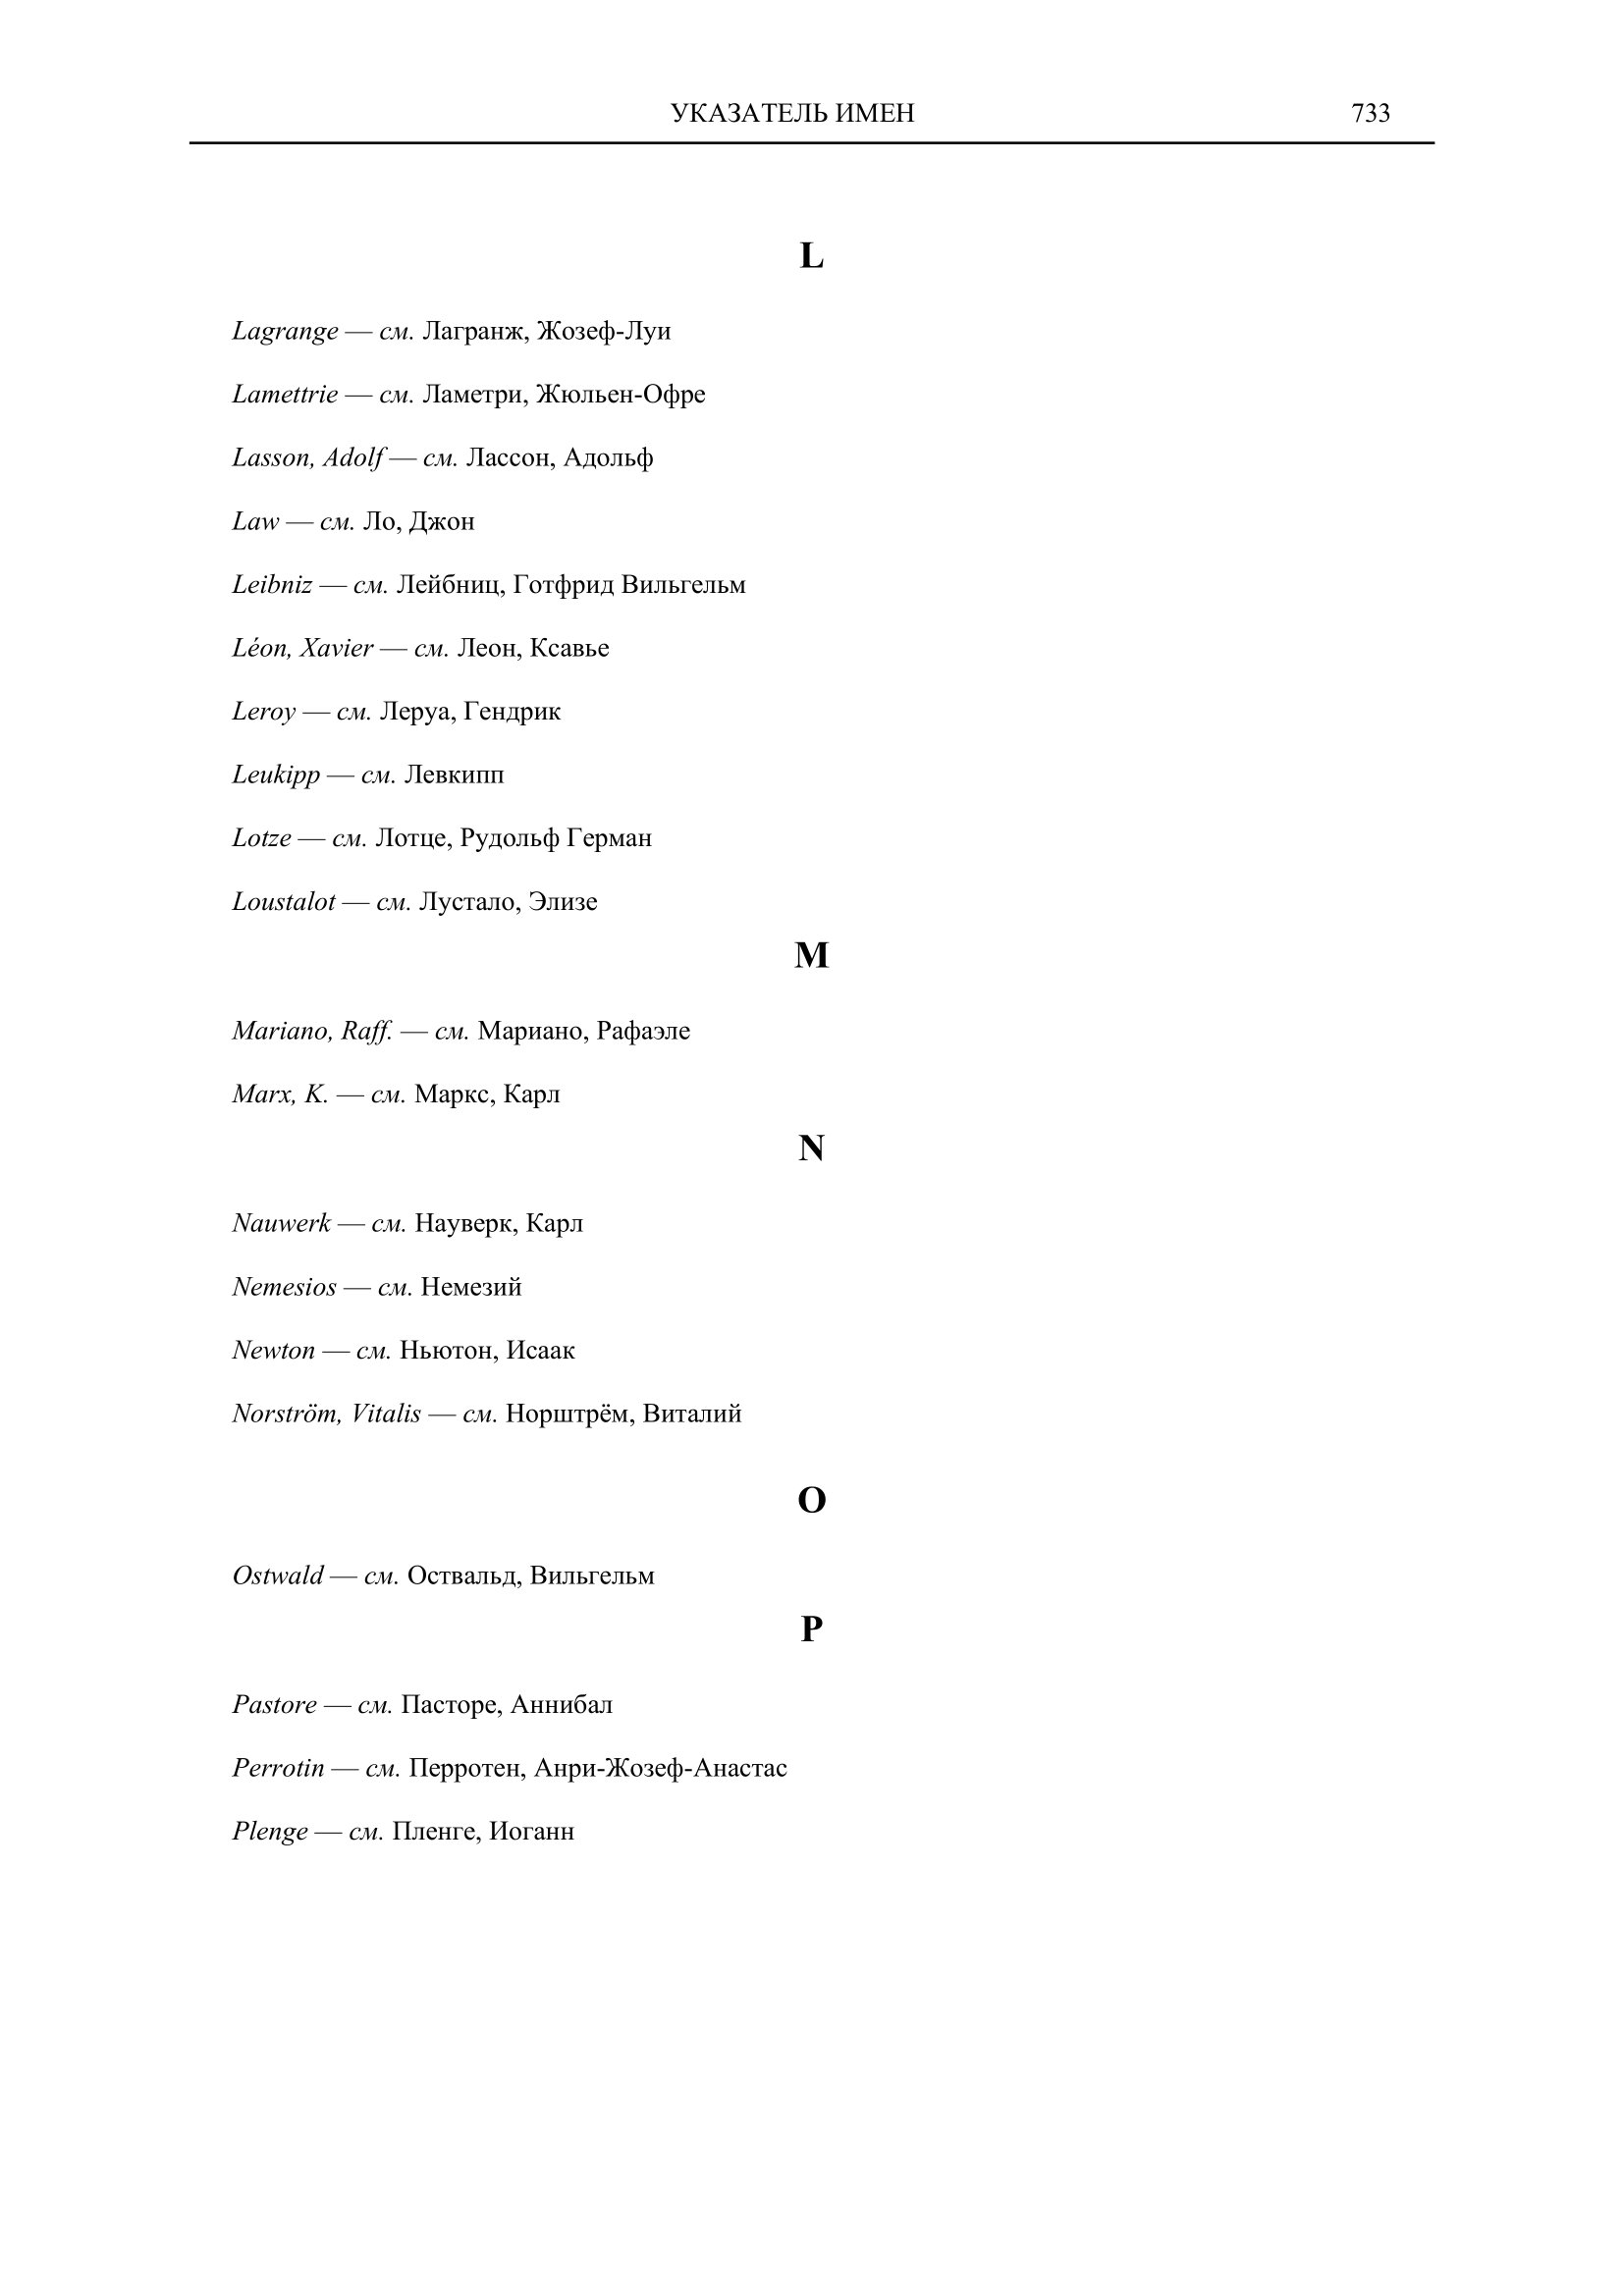 УКАЗАТЕЛЬ ИМЕН 733
L
Lagrange — см. Лагранж, Жозеф-Луи
Lamettrie — см. Ламетри, Жюльен-Офре
Lasson, Adolf — см. Лассон, Адольф
Law — см. Ло, Джон
Leibniz — см. Лейбниц, Готфрид Вильгельм
Léon, Xavier — см. Леон, Ксавье
Leroy — см. Леруа, Гендрик
Leukipp — см. Левкипп
Lotze — см. Лотце, Рудольф Герман
Loustalot — см. Лустало, Элизе
M
Mariano, Raff. — см. Мариано, Рафаэле
Marx, K. — см. Маркс, Карл
N
Nauwerk — см. Науверк, Карл
Nemesios — см. Немезий
Newton — см. Ньютон, Исаак
Norström, Vitalis — см. Норштрём, Виталий
O
Ostwald — см. Оствальд, Вильгельм
P
Pastore — см. Пасторе, Аннибал
Perrotin — см. Перротен, Анри-Жозеф-Анастас
Plenge — см. Пленге, Иоганн